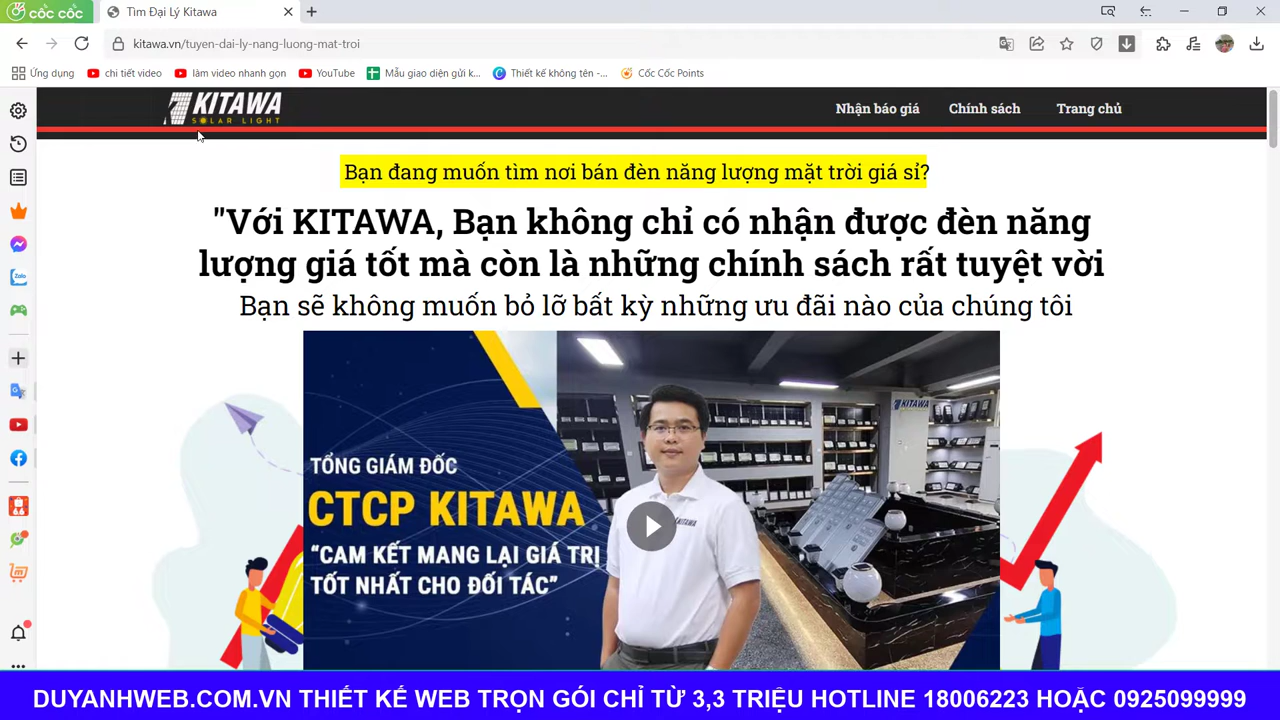 cốc cốc
Tìm Đại Lý Kitawa
kitawa.vn/tuyen-dai-ly-nang-luong-mat-troi
Ứng dụng
chi tiết video
làm video nhanh gọn
YouTube
Mẫu giao diện gửi k...
Thiết kế không tên -...
Cốc Cốc Points
KITAWA
SOLAR LIGHT
Nhận báo giá
Chính sách
Trang chủ
Bạn đang muốn tìm nơi bán đèn năng lượng mặt trời giá sỉ?
"Với KITAWA, Bạn không chỉ có nhận được đèn năng
lượng giá tốt mà còn là những chính sách rất tuyệt vời
Bạn sẽ không muốn bỏ lỡ bất kỳ những ưu đãi nào của chúng tôi
KITAWA
TỔNG GIÁM ĐỐC
CTCP KITAWA
KITAWA
“CAM KẾT MANG LẠI GIÁ TRỊ
TỐT NHẤT CHO ĐỐI TÁC”
Zalo
DUYANHWEB.COM.VN THIẾT KẾ WEB TRỌN GÓI CHỈ TỪ 3,3 TRIỆU HOTLINE 18006223 HOẶC 0925099999